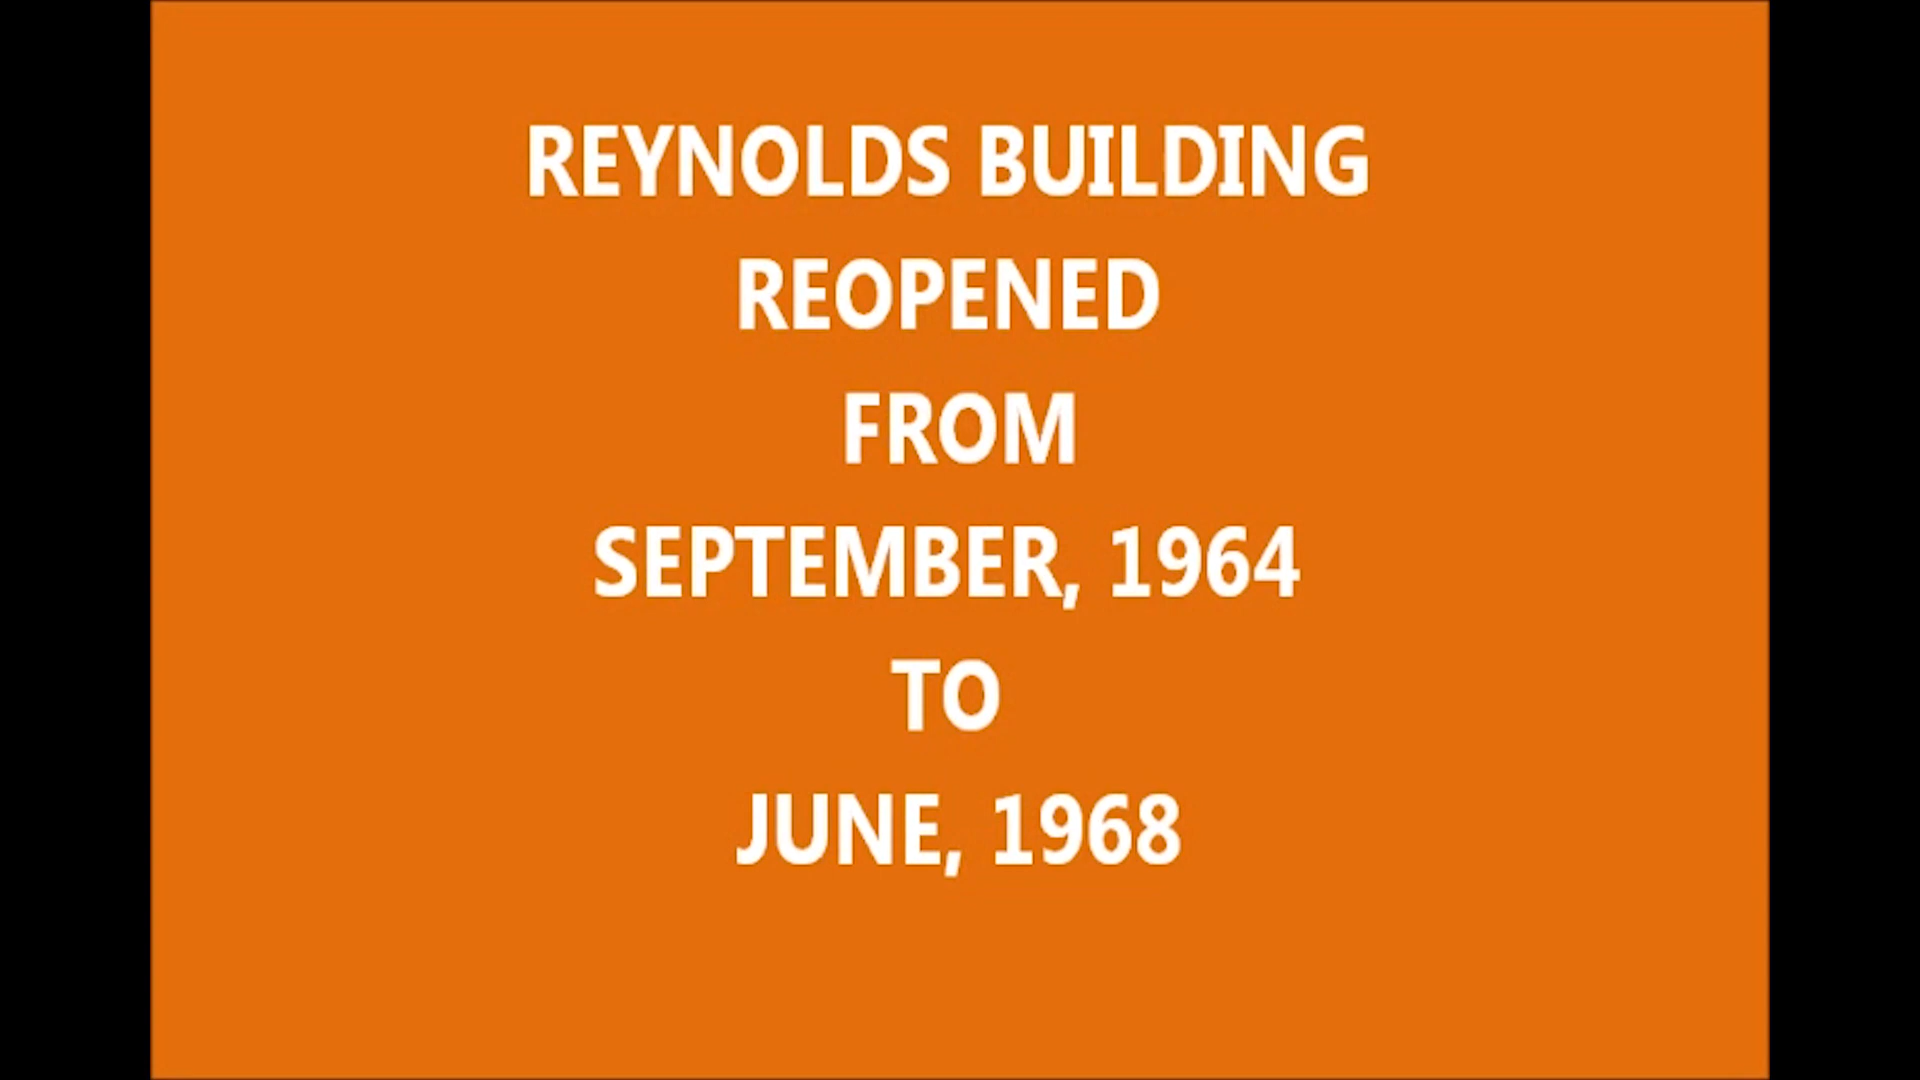 REYNOLDS BUILDING
REOPENED
FROM
SEPTEMBER, 1964
TO
JUNE, 1968